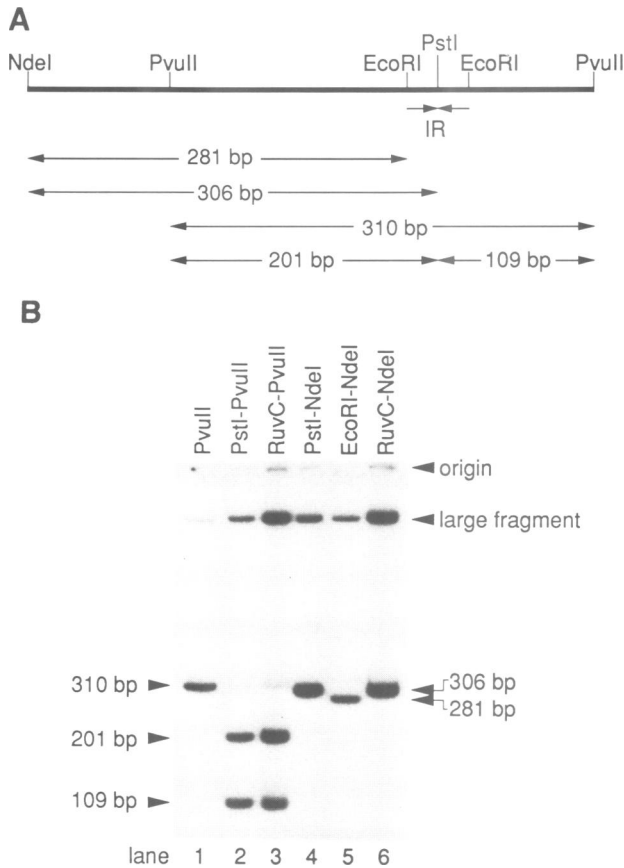 A
PstI
NdeI PvuII EcoRI EcoRI PvuII
IR
281 bp
306 bp
310 bp
201 bp 109 bp
B
PvuII
PstI-PvuII
RuvC-PvuII
PstI-NdeI
EcoRI-NdeI
RuvC-NdeI
origin
large fragment
310 bp
306 bp
281 bp
201 bp
109 bp
lane 1 2 3 4 5 6